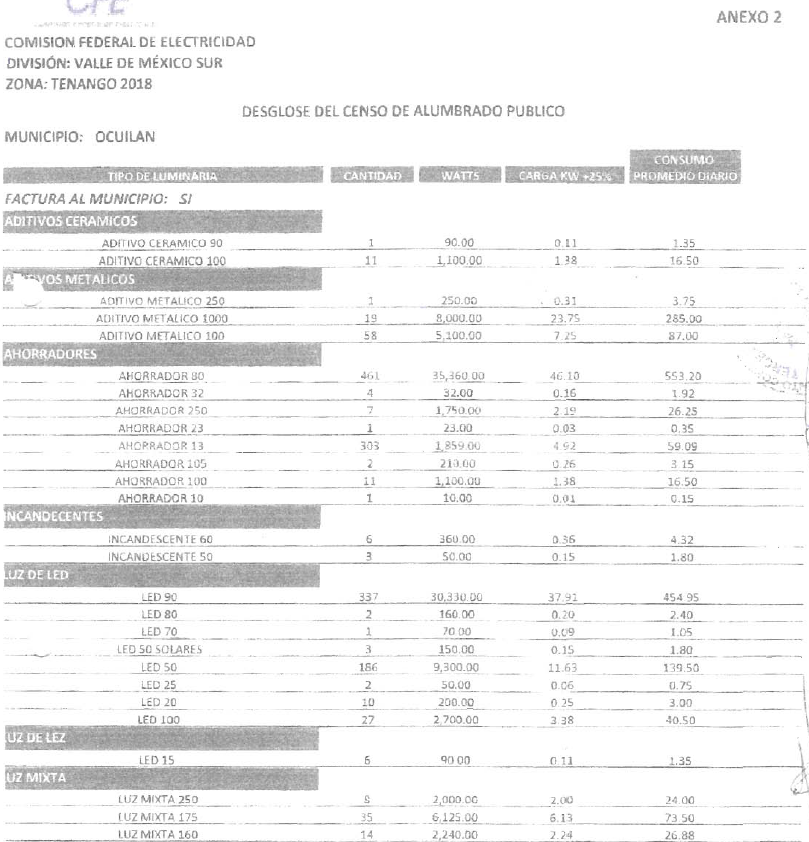 CFE
ANEXO 2
COMISION FEDERAL DE ELECTRICIDAD
DIVISIÓN: VALLE DE MÉXICO SUR
ZONA: TENANGO 2018
DESGLOSE DEL CENSO DE ALUMBRADO PUBLICO
MUNICIPIO: OCUILAN
TIPO DE LUMINARIA CANTIDAD WATTS CARGA KW +25% CONSUMO PROMEDIO DIARIO
FACTURA AL MUNICIPIO: SI
ADITIVOS CERAMICOS
ADITIVO CERAMICO 90 1 90.00 0.11 1.35
ADITIVO CERAMICO 100 11 1,100.00 1.38 16.50
METALICOS
ADITIVO METALICO 250 1 250.00 0.31 3.75
ADITIVO METALICO 1000 19 8,000.00 23.75 285.00
ADITIVO METALICO 100 58 5,100.00 7.25 87.00
AHORRADORES
AHORRADOR 80 461 35,360.00 46.10 553.20
AHORRADOR 32 4 32.00 0.16 1.92
AHORRADOR 250 7 1,750.00 2.19 26.25
AHORRADOR 23 1 23.00 0.03 0.35
AHORRADOR 13 303 1,859.00 4.92 59.09
AHORRADOR 105 2 210.00 0.26 3.15
AHORRADOR 100 11 1,100.00 1.38 16.50
AHORRADOR 10 1 10.00 0.01 0.15
INCANDECENTES
INCANDESCENTE 60 6 360.00 0.36 4.32
INCANDESCENTE 50 3 50.00 0.15 1.80
LUZ DE LED
LED 90 337 30,330.00 37.91 454.95
LED 80 2 160.00 0.20 2.40
LED 70 1 70.00 0.09 1.05
LED 50 SOLARES 3 150.00 0.15 1.80
LED 50 186 9,300.00 11.63 139.50
LED 25 2 50.00 0.06 0.75
LED 20 10 200.00 0.25 3.00
LED 100 27 2,700.00 3.38 40.50
LUZ DE LEZ
LED 15 6 90.00 0.11 1.35
LUZ MIXTA
LUZ MIXTA 250 8 2,000.00 2.00 24.00
LUZ MIXTA 175 35 6,125.00 6.13 73.50
LUZ MIXTA 160 14 2,240.00 2.24 26.88